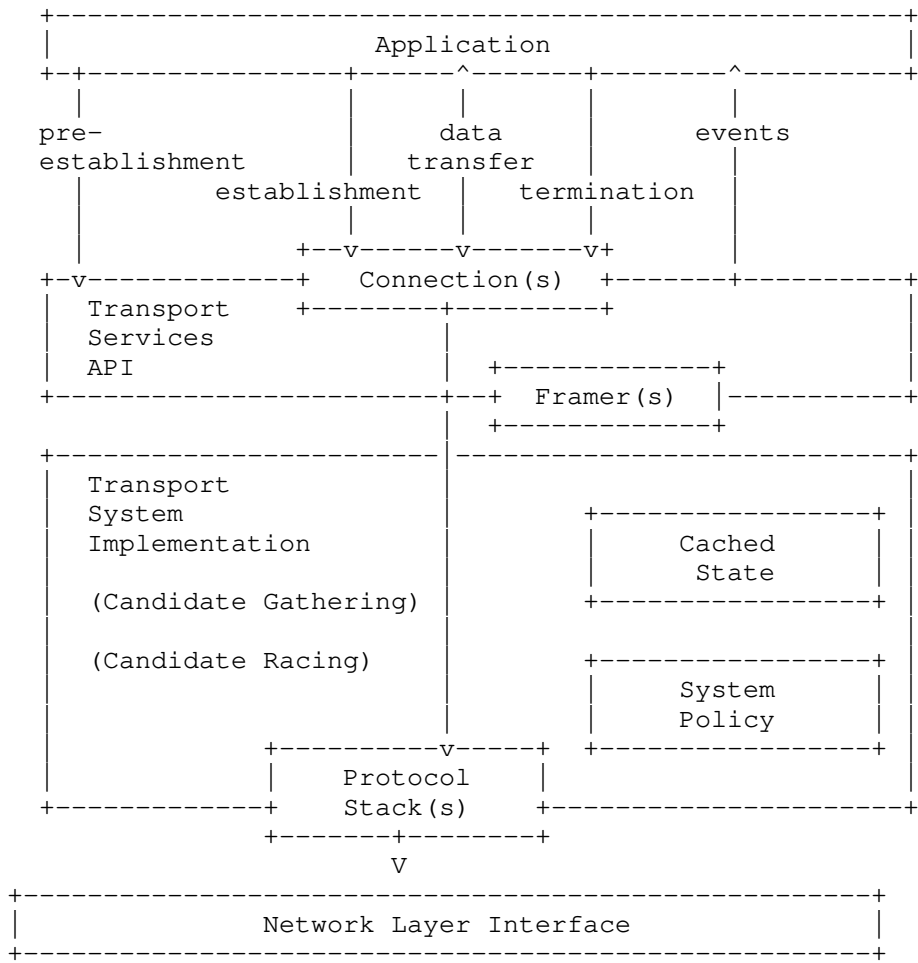 Application
pre-
data
events
establishment
transfer
establishment
termination
Connection(s)
Transport
Services
API
Framer(s)
Transport
System
Implementation
Cached
State
(Candidate Gathering)
(Candidate Racing)
System
Policy
Protocol
Stack(s)
V
Network Layer Interface